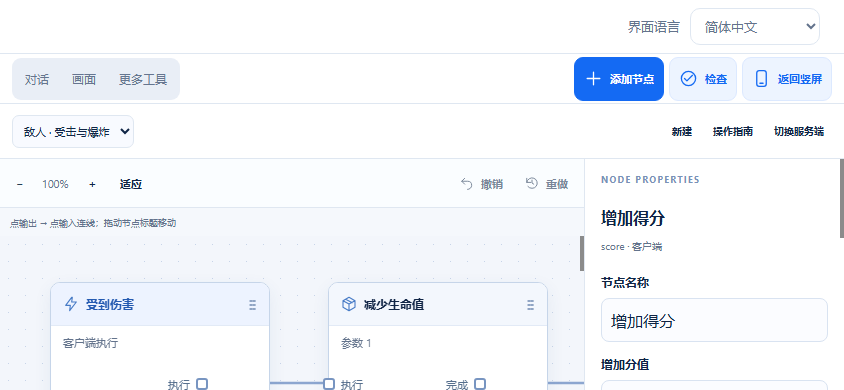 界面语言 简体中文
对话 画面 更多工具 添加节点 检查 返回竖屏
敌人 · 受击与爆炸 新建 操作指南 切换服务端
− 100% + 适应 撤销 重做
点输出 → 点输入连线；拖动节点标题移动
受到伤害
客户端执行
执行
减少生命值
参数 1
执行 完成
NODE PROPERTIES
增加得分
score · 客户端
节点名称
增加得分
增加分值